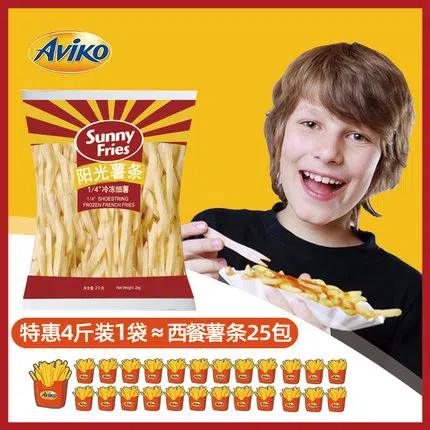 AVIKO
Sunny
Fries
阳光薯条
1/4"冷冻细薯
1/4" SHOESTRING
FROZEN FRENCH FRIES
净含量: 2千克 Net Weight: 2kg
特惠4斤装1袋≈西餐薯条25包